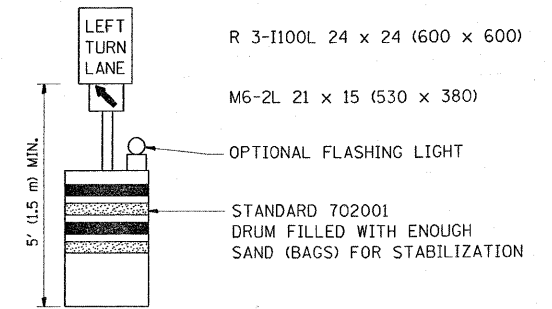 LEFT
TURN
LANE
R 3-I100L 24 x 24 (600 x 600)
M6-2L 21 x 15 (530 x 380)
5' (1.5 m) MIN.
OPTIONAL FLASHING LIGHT
STANDARD 702001
DRUM FILLED WITH ENOUGH
SAND (BAGS) FOR STABILIZATION